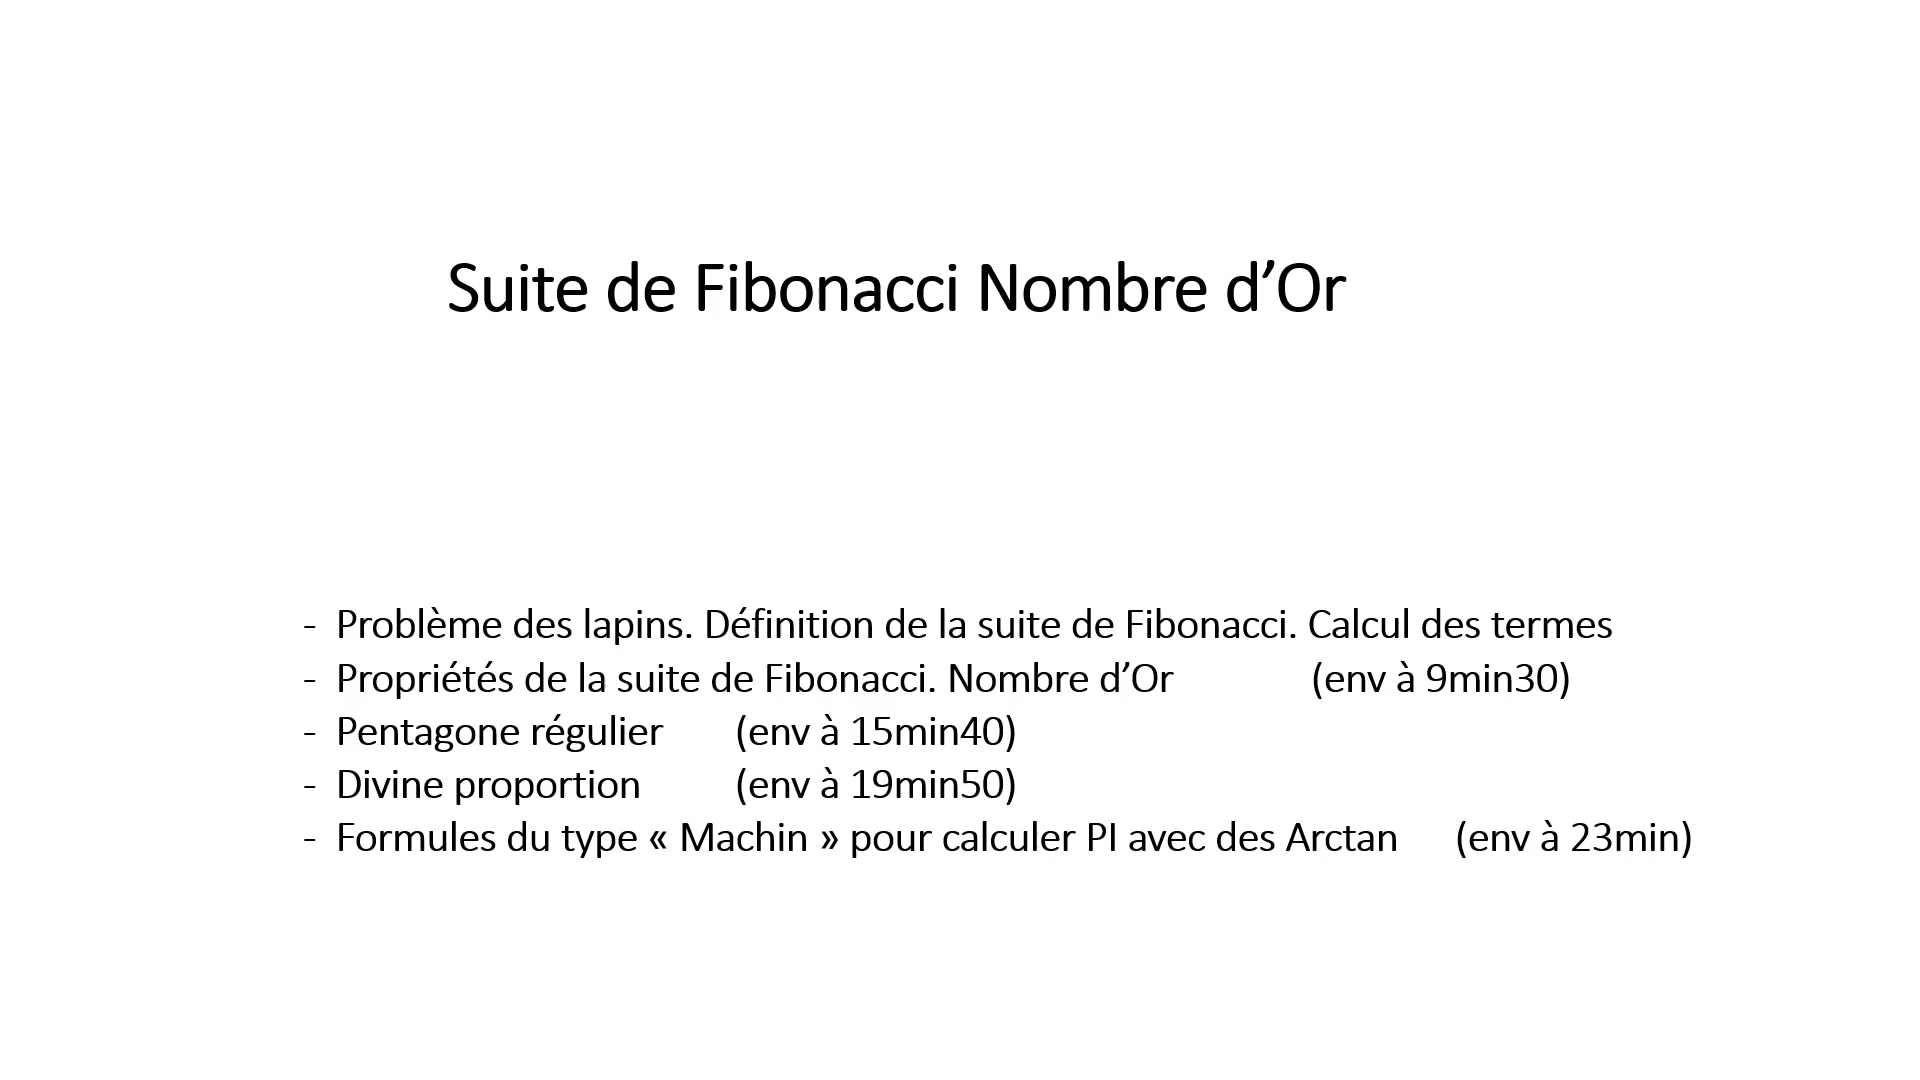 Suite de Fibonacci Nombre d’Or
- Problème des lapins. Définition de la suite de Fibonacci. Calcul des termes
- Propriétés de la suite de Fibonacci. Nombre d’Or (env à 9min30)
- Pentagone régulier (env à 15min40)
- Divine proportion (env à 19min50)
- Formules du type « Machin » pour calculer PI avec des Arctan (env à 23min)